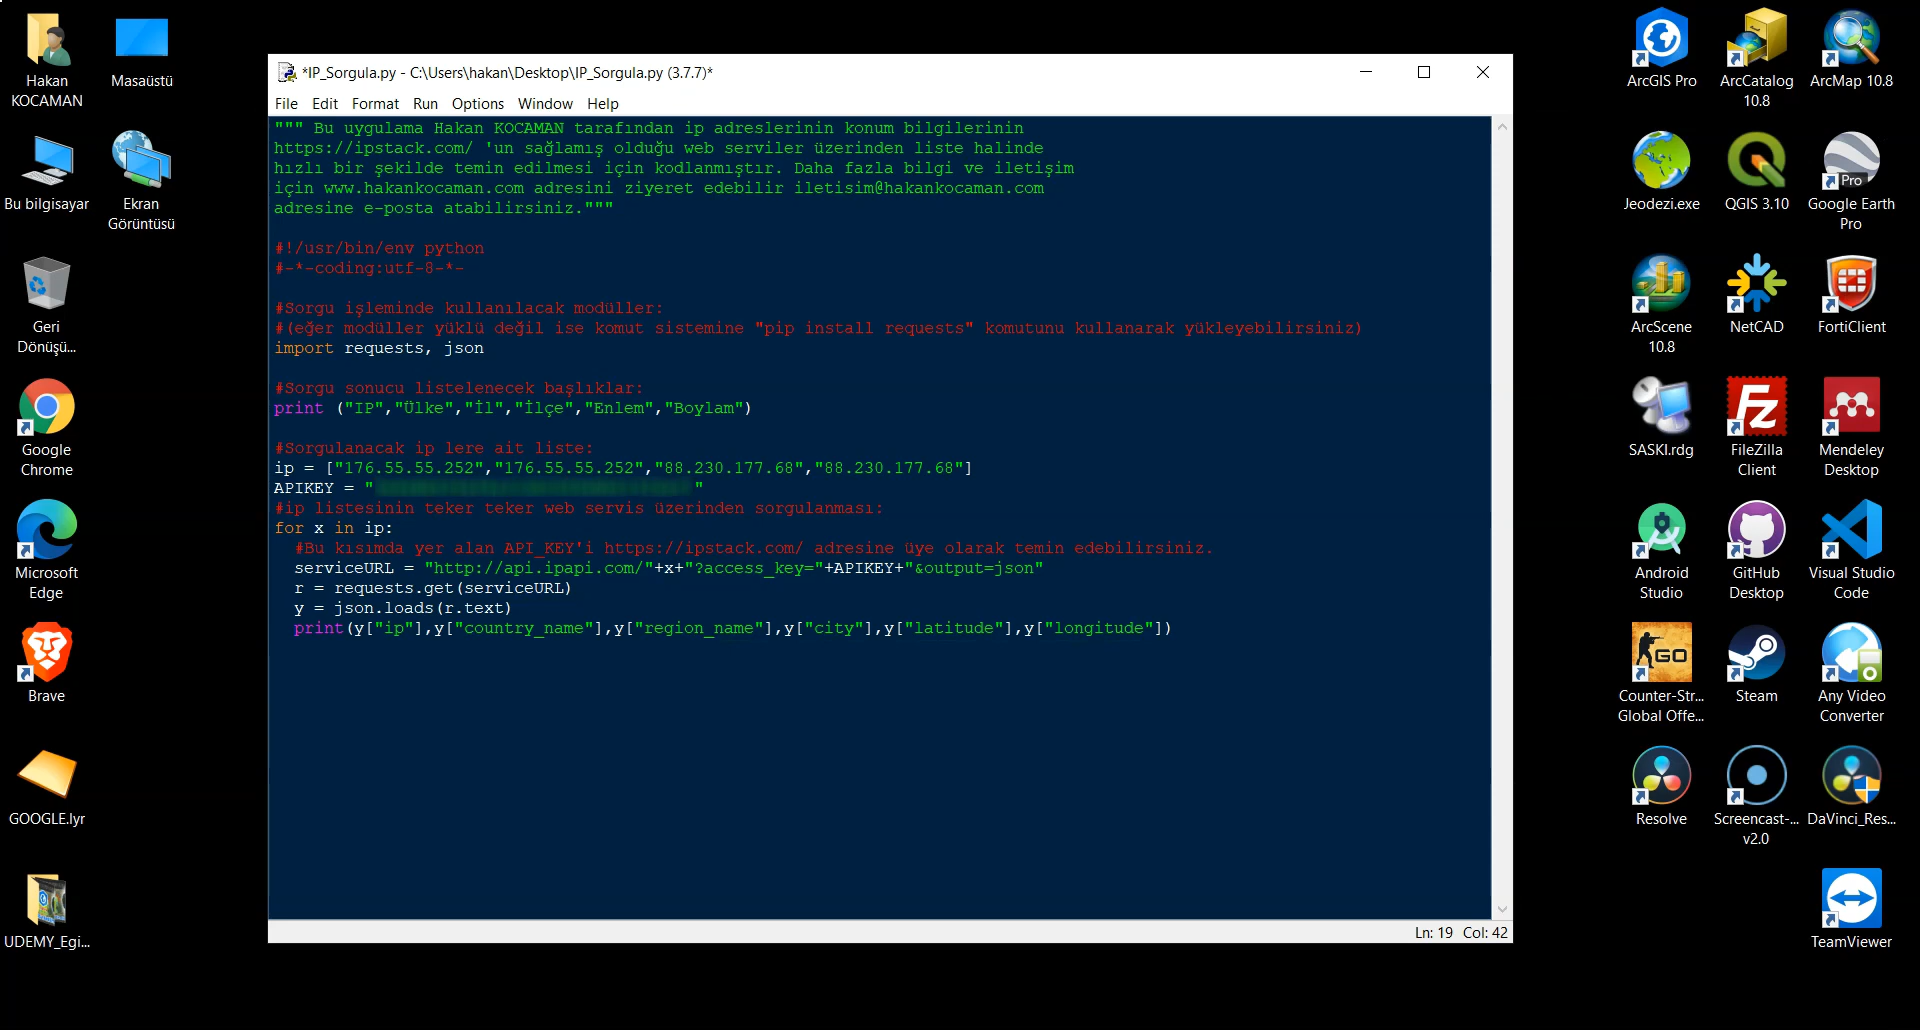 Hakan
KOCAMAN
Masaüstü
Bu bilgisayar
Ekran
Görüntüsü
Geri
Dönüşü...
Google
Chrome
Microsoft
Edge
Brave
GOOGLE.lyr
UDEMY_Egi...
*IP_Sorgula.py - C:\Users\hakan\Desktop\IP_Sorgula.py (3.7.7)*
File Edit Format Run Options Window Help
""" Bu uygulama Hakan KOCAMAN tarafından ip adreslerinin konum bilgilerinin
https://ipstack.com/ 'un sağlamış olduğu web serviler üzerinden liste halinde
hızlı bir şekilde temin edilmesi için kodlanmıştır. Daha fazla bilgi ve iletişim
için www.hakankocaman.com adresini ziyeret edebilir iletisim@hakankocaman.com
adresine e-posta atabilirsiniz."""
#!/usr/bin/env python
#-*-coding:utf-8-*-
#Sorgu işleminde kullanılacak modüller:
#(eğer modüller yüklü değil ise komut sistemine "pip install requests" komutunu kullanarak yükleyebilirsiniz)
import requests, json
#Sorgu sonucu listelenecek başlıklar:
print ("IP","Ülke","İl","İlçe","Enlem","Boylam")
#Sorgulanacak ip lere ait liste:
ip = ["176.55.55.252","176.55.55.252","88.230.177.68","88.230.177.68"]
APIKEY = " "
#ip listesinin teker teker web servis üzerinden sorgulanması:
for x in ip:
#Bu kısımda yer alan API_KEY'i https://ipstack.com/ adresine üye olarak temin edebilirsiniz.
serviceURL = "http://api.ipapi.com/"+x+"?access_key="+APIKEY+"&output=json"
r = requests.get(serviceURL)
y = json.loads(r.text)
print(y["ip"],y["country_name"],y["region_name"],y["city"],y["latitude"],y["longitude"])
Ln: 19 Col: 42
ArcGIS Pro
ArcCatalog
10.8
ArcMap 10.8
Jeodezi.exe
QGIS 3.10
Pro
Google Earth
Pro
ArcScene
10.8
NetCAD
FortiClient
SASKI.rdg
Fz
FileZilla
Client
Mendeley
Desktop
Android
Studio
GitHub
Desktop
Visual Studio
Code
GO
Counter-Str...
Global Offe...
Steam
Any Video
Converter
Resolve
Screencast-...
v2.0
DaVinci_Res...
TeamViewer